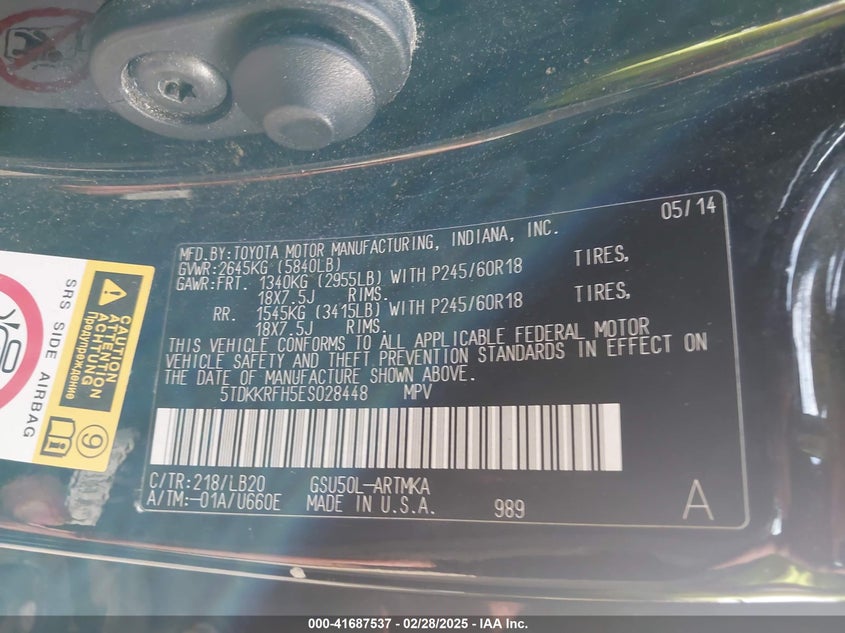 05/14
MFD.BY:TOYOTA MOTOR MANUFACTURING, INDIANA, INC.
GVWR:2645KG (5840LB)
GAWR:FRT. 1340KG (2955LB) WITH P245/60R18 TIRES,
18X7.5J RIMS.
RR. 1545KG (3415LB) WITH P245/60R18 TIRES,
18X7.5J RIMS.
THIS VEHICLE CONFORMS TO ALL APPLICABLE FEDERAL MOTOR
VEHICLE SAFETY AND THEFT PREVENTION STANDARDS IN EFFECT ON
THE DATE OF MANUFACTURE SHOWN ABOVE.
5TDKKRFH5ES028448 MPV
C/TR:218/LB20 GSU50L-ARTMKA
A/TM:-01A/U660E MADE IN U.S.A. 989 A
SRS SIDE AIRBAG
CAUTION
ATTENTION
ACHTUNG
Предупреждение
9
000-41687537 - 02/28/2025 - IAA Inc.